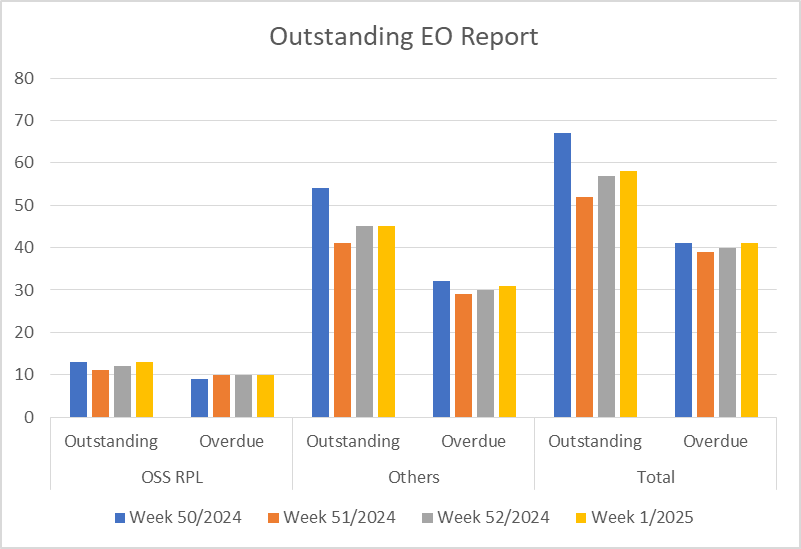 Outstanding EO Report
80
70
60
50
40
30
20
10
0
Outstanding Overdue Outstanding Overdue Outstanding Overdue
OSS RPL Others Total
Week 50/2024 Week 51/2024 Week 52/2024 Week 1/2025